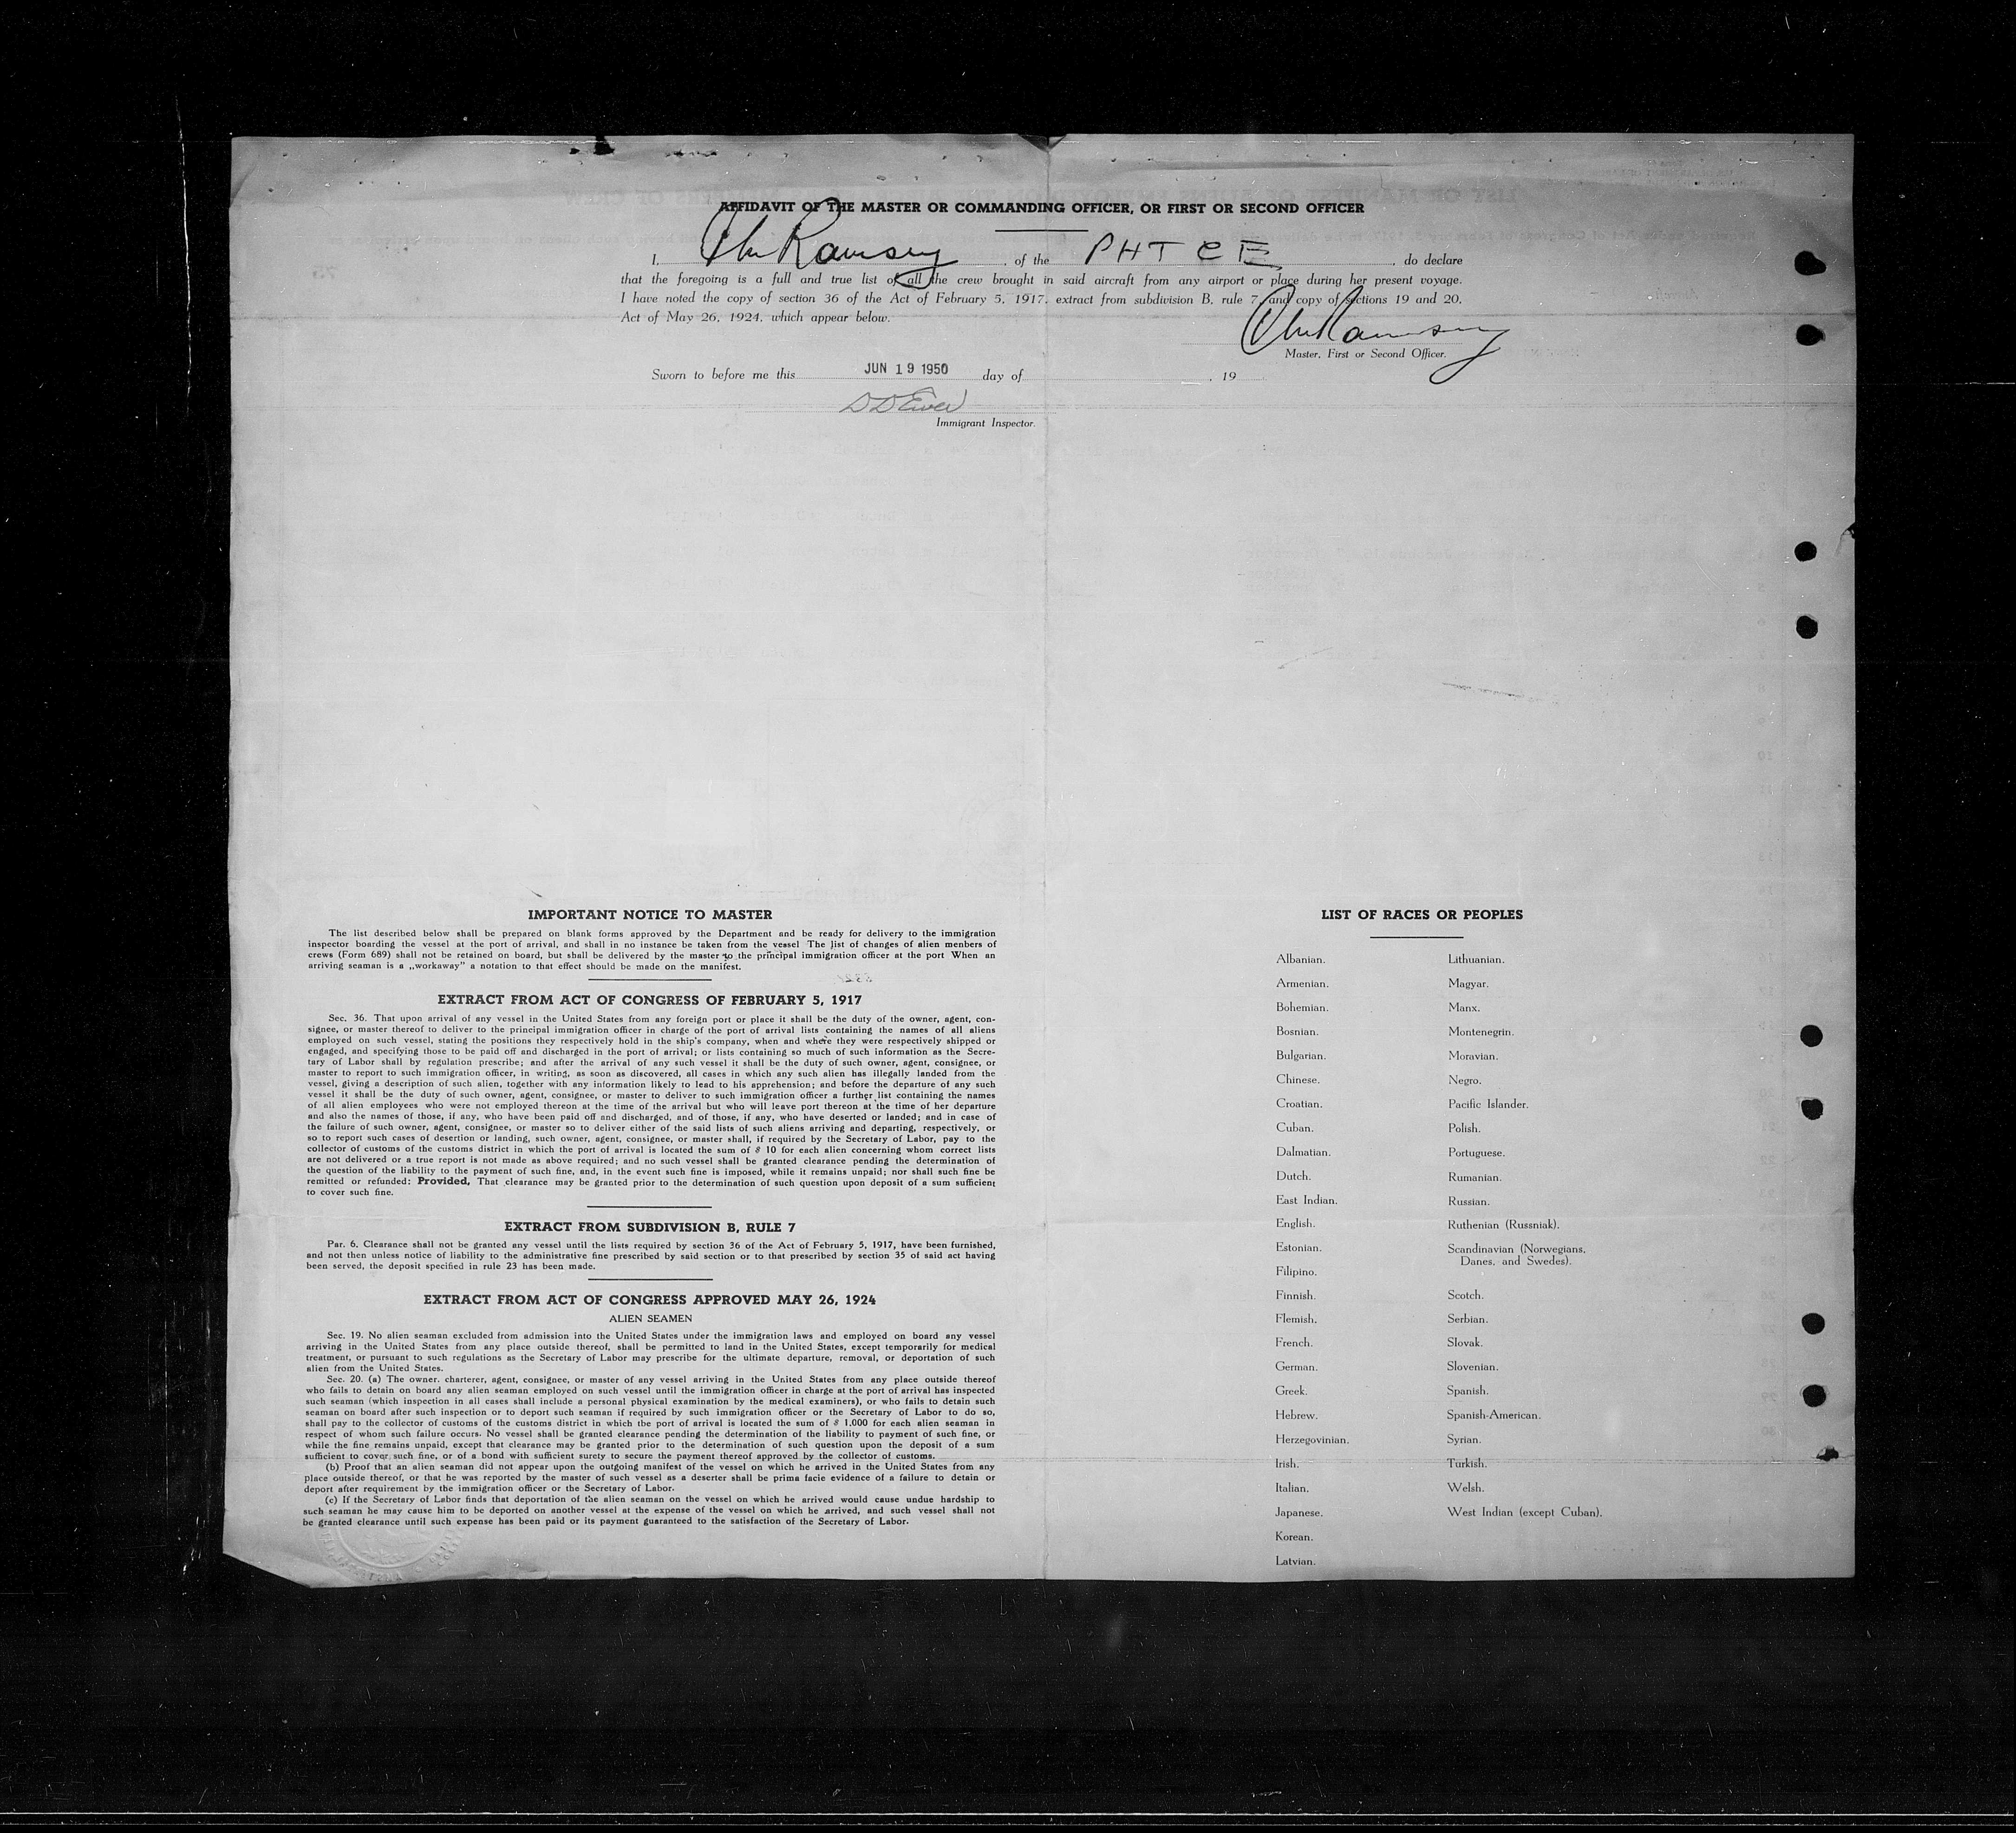 AFFIDAVIT OF THE MASTER OR COMMANDING OFFICER, OR FIRST OR SECOND OFFICER
I, Ramsey, of the PHTCE, do declare
that the foregoing is a full and true list of all the crew brought in said aircraft from any airport or place during her present voyage.
I have noted the copy of section 36 of the Act of February 5, 1917, extract from subdivision B, rule 7, and copy of sections 19 and 20,
Act of May 26, 1924, which appear below.
Ramsey
Master, First or Second Officer.
Sworn to before me this JUN 19 1950 day of , 19
Immigrant Inspector.
IMPORTANT NOTICE TO MASTER
The list described below shall be prepared on blank forms approved by the Department and be ready for delivery to the immigration
inspector boarding the vessel at the port of arrival, and shall in no instance be taken from the vessel The list of changes of alien menbers of
crews (Form 689) shall not be retained on board, but shall be delivered by the master to the principal immigration officer at the port When an
arriving seaman is a „workaway" a notation to that effect should be made on the manifest.
EXTRACT FROM ACT OF CONGRESS OF FEBRUARY 5, 1917
Sec. 36. That upon arrival of any vessel in the United States from any foreign port or place it shall be the duty of the owner, agent, con-
signee, or master thereof to deliver to the principal immigration officer in charge of the port of arrival lists containing the names of all aliens
employed on such vessel, stating the positions they respectively hold in the ship's company, when and where they were respectively shipped or
engaged, and specifying those to be paid off and discharged in the port of arrival; or lists containing so much of such information as the Secre-
tary of Labor shall by regulation prescribe; and after the arrival of any such vessel it shall be the duty of such owner, agent, consignee, or
master to report to such immigration officer, in writing, as soon as discovered, all cases in which any such alien has illegally landed from the
vessel, giving a description of such alien, together with any information likely to lead to his apprehension; and before the departure of any such
vessel it shall be the duty of such owner, agent, consignee, or master to deliver to such immigration officer a further list containing the names
of all alien employees who were not employed thereon at the time of the arrival but who will leave port thereon at the time of her departure
and also the names of those, if any, who have been paid off and discharged, and of those, if any, who have deserted or landed; and in case of
the failure of such owner, agent, consignee, or master so to deliver either of the said lists of such aliens arriving and departing, respectively, or
so to report such cases of desertion or landing, such owner, agent, consignee, or master shall, if required by the Secretary of Labor, pay to the
collector of customs of the customs district in which the port of arrival is located the sum of $ 10 for each alien concerning whom correct lists
are not delivered or a true report is not made as above required; and no such vessel shall be granted clearance pending the determination of
the question of the liability to the payment of such fine, and, in the event such fine is imposed, while it remains unpaid; nor shall such fine be
remitted or refunded: Provided, That clearance may be granted prior to the determination of such question upon deposit of a sum sufficient
to cover such fine.
EXTRACT FROM SUBDIVISION B, RULE 7
Par. 6. Clearance shall not be granted any vessel until the lists required by section 36 of the Act of February 5, 1917, have been furnished,
and not then unless notice of liability to the administrative fine prescribed by said section or to that prescribed by section 35 of said act having
been served, the deposit specified in rule 23 has been made.
EXTRACT FROM ACT OF CONGRESS APPROVED MAY 26, 1924
ALIEN SEAMEN
Sec. 19. No alien seaman excluded from admission into the United States under the immigration laws and employed on board any vessel
arriving in the United States from any place outside thereof, shall be permitted to land in the United States, except temporarily for medical
treatment, or pursuant to such regulations as the Secretary of Labor may prescribe for the ultimate departure, removal, or deportation of such
alien from the United States.
Sec. 20. (a) The owner. charterer, agent, consignee, or master of any vessel arriving in the United States from any place outside thereof
who fails to detain on board any alien seaman employed on such vessel until the immigration officer in charge at the port of arrival has inspected
such seaman (which inspection in all cases shall include a personal physical examination by the medical examiners), or who fails to detain such
seaman on board after such inspection or to deport such seaman if required by such immigration officer or the Secretary of Labor to do so,
shall pay to the collector of customs of the customs district in which the port of arrival is located the sum of $ 1,000 for each alien seaman in
respect of whom such failure occurs. No vessel shall be granted clearance pending the determination of the liability to payment of such fine, or
while the fine remains unpaid, except that clearance may be granted prior to the determination of such question upon the deposit of a sum
sufficient to cover such fine, or of a bond with sufficient surety to secure the payment thereof approved by the collector of customs.
(b) Proof that an alien seaman did not appear upon the outgoing manifest of the vessel on which he arrived in the United States from any
place outside thereof, or that he was reported by the master of such vessel as a deserter shall be prima facie evidence of a failure to detain or
deport after requirement by the immigration officer or the Secretary of Labor.
(c) If the Secretary of Labor finds that deportation of the alien seaman on the vessel on which he arrived would cause undue hardship to
such seaman he may cause him to be deported on another vessel at the expense of the vessel on which he arrived, and such vessel shall not
be granted clearance until such expense has been paid or its payment guaranteed to the satisfaction of the Secretary of Labor.
LIST OF RACES OR PEOPLES
Albanian.
Armenian.
Bohemian.
Bosnian.
Bulgarian.
Chinese.
Croatian.
Cuban.
Dalmatian.
Dutch.
East Indian.
English.
Estonian.
Filipino.
Finnish.
Flemish.
French.
German.
Greek.
Hebrew.
Herzegovinian.
Irish.
Italian.
Japanese.
Korean.
Latvian.
Lithuanian.
Magyar.
Manx.
Montenegrin.
Moravian.
Negro.
Pacific Islander.
Polish.
Portuguese.
Rumanian.
Russian.
Ruthenian (Russniak).
Scandinavian (Norwegians,
Danes, and Swedes).
Scotch.
Serbian.
Slovak.
Slovenian.
Spanish.
Spanish-American.
Syrian.
Turkish.
Welsh.
West Indian (except Cuban).